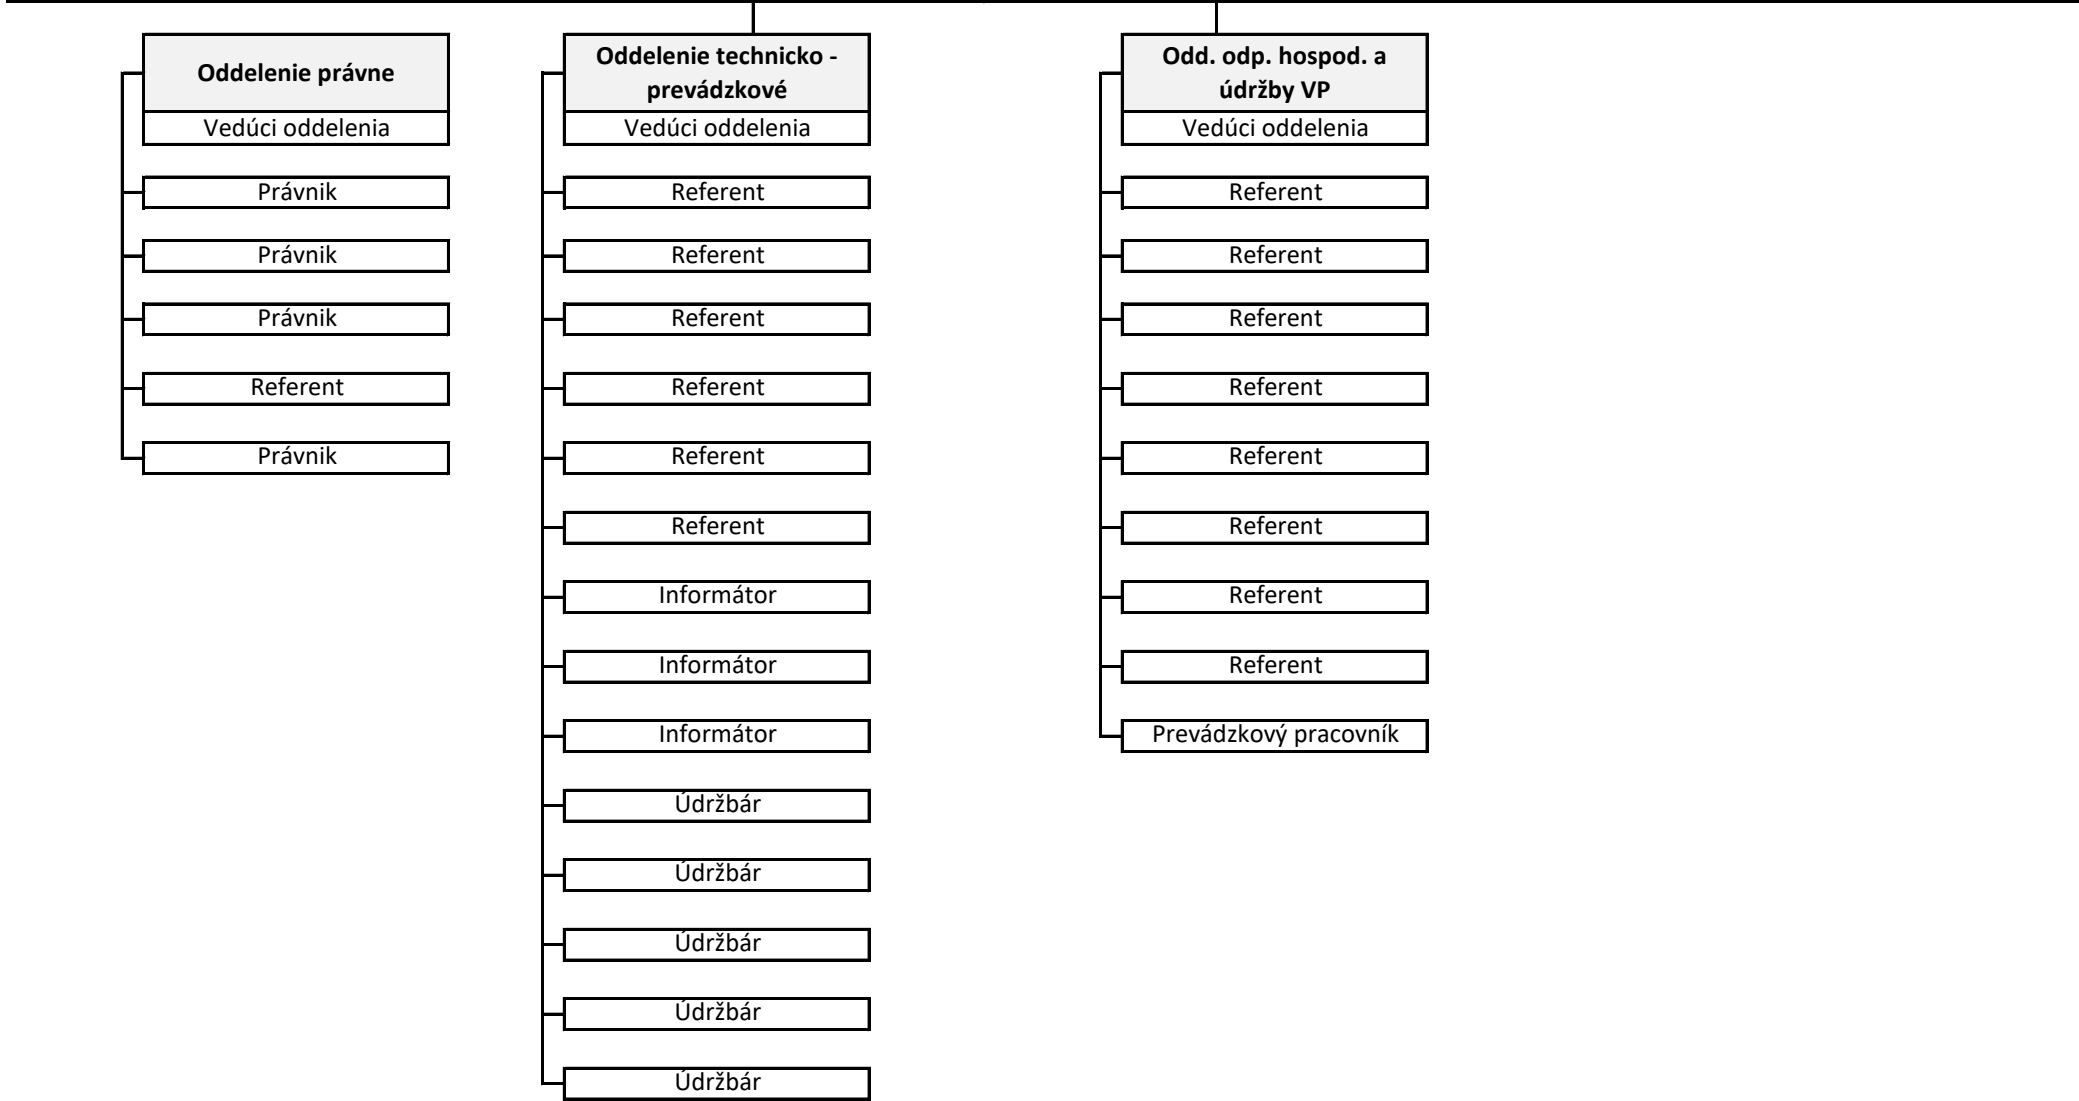 Oddelenie právne
Vedúci oddelenia
Právnik
Právnik
Právnik
Referent
Právnik
Oddelenie technicko -
prevádzkové
Vedúci oddelenia
Referent
Referent
Referent
Referent
Referent
Referent
Informátor
Informátor
Informátor
Údržbár
Údržbár
Údržbár
Údržbár
Údržbár
Odd. odp. hospod. a
údržby VP
Vedúci oddelenia
Referent
Referent
Referent
Referent
Referent
Referent
Referent
Referent
Prevádzkový pracovník